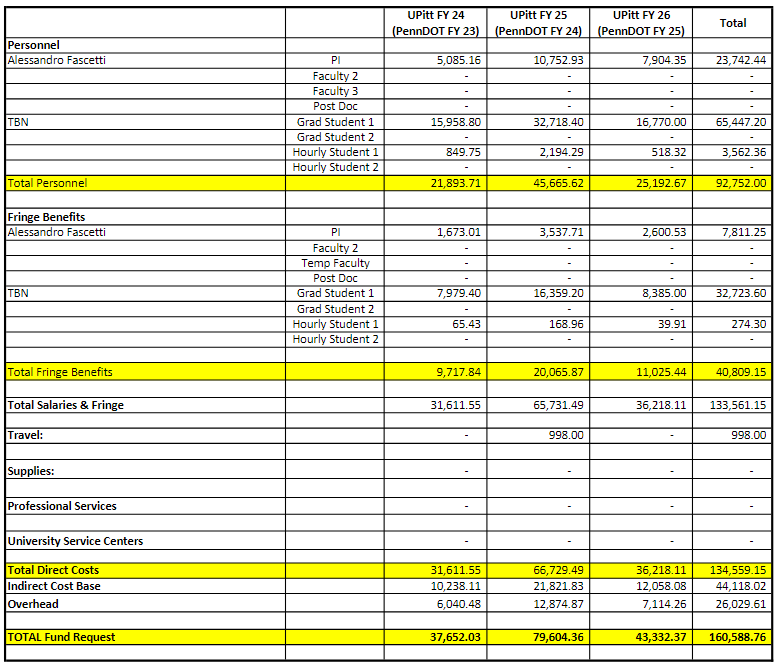 UPitt FY 24 UPitt FY 25 UPitt FY 26 Total
(PennDOT FY 23) (PennDOT FY 24) (PennDOT FY 25)
Personnel
Alessandro Fascetti PI 5,085.16 10,752.93 7,904.35 23,742.44
Faculty 2 - - - -
Faculty 3 - - - -
Post Doc - - - -
TBN Grad Student 1 15,958.80 32,718.40 16,770.00 65,447.20
Grad Student 2 - - - -
Hourly Student 1 849.75 2,194.29 518.32 3,562.36
Hourly Student 2 - - - -
Total Personnel 21,893.71 45,665.62 25,192.67 92,752.00
Fringe Benefits
Alessandro Fascetti PI 1,673.01 3,537.71 2,600.53 7,811.25
Faculty 2 - - - -
Temp Faculty - - - -
Post Doc - - - -
TBN Grad Student 1 7,979.40 16,359.20 8,385.00 32,723.60
Grad Student 2 - - - -
Hourly Student 1 65.43 168.96 39.91 274.30
Hourly Student 2 - - - -
Total Fringe Benefits 9,717.84 20,065.87 11,025.44 40,809.15
Total Salaries & Fringe 31,611.55 65,731.49 36,218.11 133,561.15
Travel: - 998.00 - 998.00
Supplies: - - - -
Professional Services - - - -
University Service Centers - - - -
Total Direct Costs 31,611.55 66,729.49 36,218.11 134,559.15
Indirect Cost Base 10,238.11 21,821.83 12,058.08 44,118.02
Overhead 6,040.48 12,874.87 7,114.26 26,029.61
TOTAL Fund Request 37,652.03 79,604.36 43,332.37 160,588.76